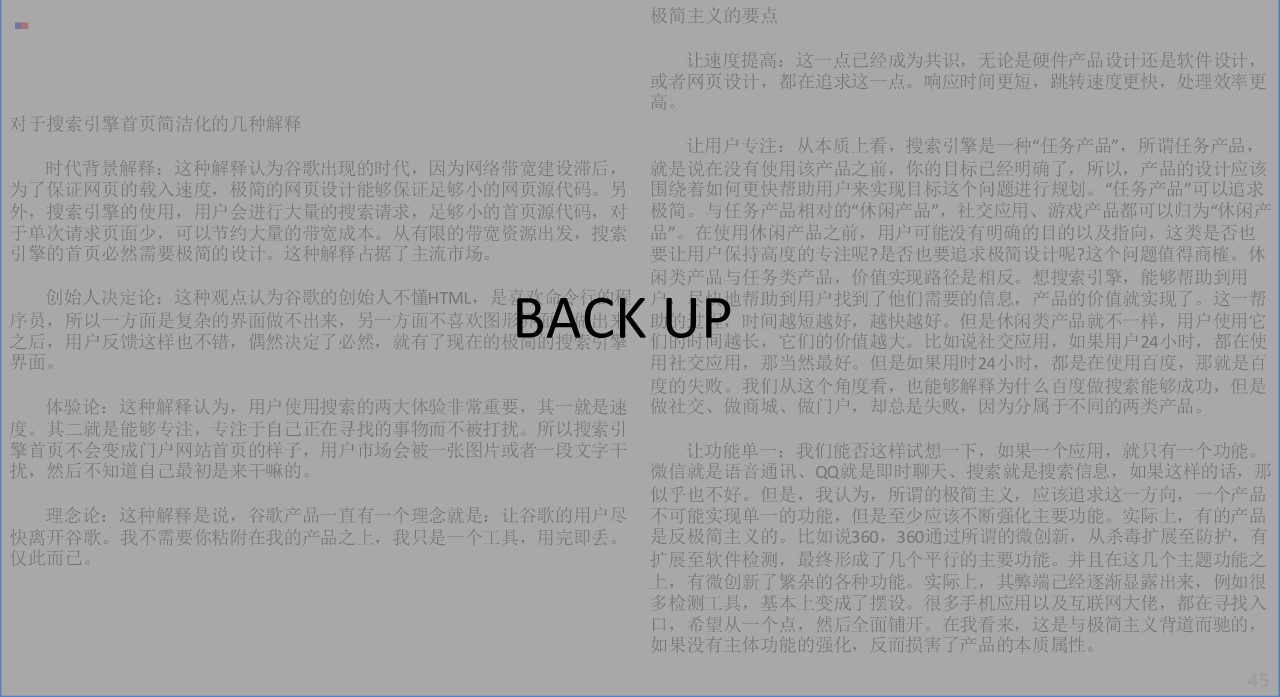 对于搜索引擎首页简洁化的几种解释
时代背景解释：这种解释认为谷歌出现的时代，因为网络带宽建设滞后，
为了保证网页的载入速度，极简的网页设计能够保证足够小的网页源代码。另
外，搜索引擎的使用，用户会进行大量的搜索请求，足够小的首页源代码，对
于单次请求页面少，可以节约大量的带宽成本。从有限的带宽资源出发，搜索
引擎的首页必然需要极简的设计。这种解释占据了主流市场。
创始人决定论：这种观点认为谷歌的创始人不懂HTML，是喜欢命令行的程
序员，所以一方面是复杂的界面做不出来，另一方面不喜欢图形
之后，用户反馈这样也不错，偶然决定了必然，就有了现在的极简的搜索引擎
界面。
体验论：这种解释认为，用户使用搜索的两大体验非常重要，其一就是速
度。其二就是能够专注，专注于自己正在寻找的事物而不被打扰。所以搜索引
擎首页不会变成门户网站首页的样子，用户市场会被一张图片或者一段文字干
扰，然后不知道自己最初是来干嘛的。
理念论：这种解释是说，谷歌产品一直有一个理念就是：让谷歌的用户尽
快离开谷歌。我不需要你粘附在我的产品之上，我只是一个工具，用完即丢。
仅此而已。
BACK UP
极简主义的要点
让速度提高：这一点已经成为共识，无论是硬件产品设计还是软件设计，
或者网页设计，都在追求这一点。响应时间更短，跳转速度更快，处理效率更
高。
让用户专注：从本质上看，搜索引擎是一种“任务产品”，所谓任务产品，
就是说在没有使用该产品之前，你的目标已经明确了，所以，产品的设计应该
围绕着如何更快帮助用户来实现目标这个问题进行规划。“任务产品”可以追求
极简。与任务产品相对的“休闲产品”，社交应用、游戏产品都可以归为“休闲产
品”。在使用休闲产品之前，用户可能没有明确的目的以及指向，这类是否也
要让用户保持高度的专注呢?是否也要追求极简设计呢?这个问题值得商榷。休
闲类产品与任务类产品，价值实现路径是相反。想搜索引擎，能够帮助到用
户，尽快地帮助到用户找到了他们需要的信息，产品的价值就实现了。这一帮
助的过程，时间越短越好，越快越好。但是休闲类产品就不一样，用户使用它
们的时间越长，它们的价值越大。比如说社交应用，如果用户24小时，都在使
用社交应用，那当然最好。但是如果用时24小时，都是在使用百度，那就是百
度的失败。我们从这个角度看，也能够解释为什么百度做搜索能够成功，但是
做社交、做商城、做门户，却总是失败，因为分属于不同的两类产品。
让功能单一：我们能否这样试想一下，如果一个应用，就只有一个功能。
微信就是语音通讯、QQ就是即时聊天、搜索就是搜索信息，如果这样的话，那
似乎也不好。但是，我认为，所谓的极简主义，应该追求这一方向，一个产品
不可能实现单一的功能，但是至少应该不断强化主要功能。实际上，有的产品
是反极简主义的。比如说360，360通过所谓的微创新，从杀毒扩展至防护，有
扩展至软件检测，最终形成了几个平行的主要功能。并且在这几个主题功能之
上，有微创新了繁杂的各种功能。实际上，其弊端已经逐渐显露出来，例如很
多检测工具，基本上变成了摆设。很多手机应用以及互联网大佬，都在寻找入
口，希望从一个点，然后全面铺开。在我看来，这是与极简主义背道而驰的，
如果没有主体功能的强化，反而损害了产品的本质属性。
45